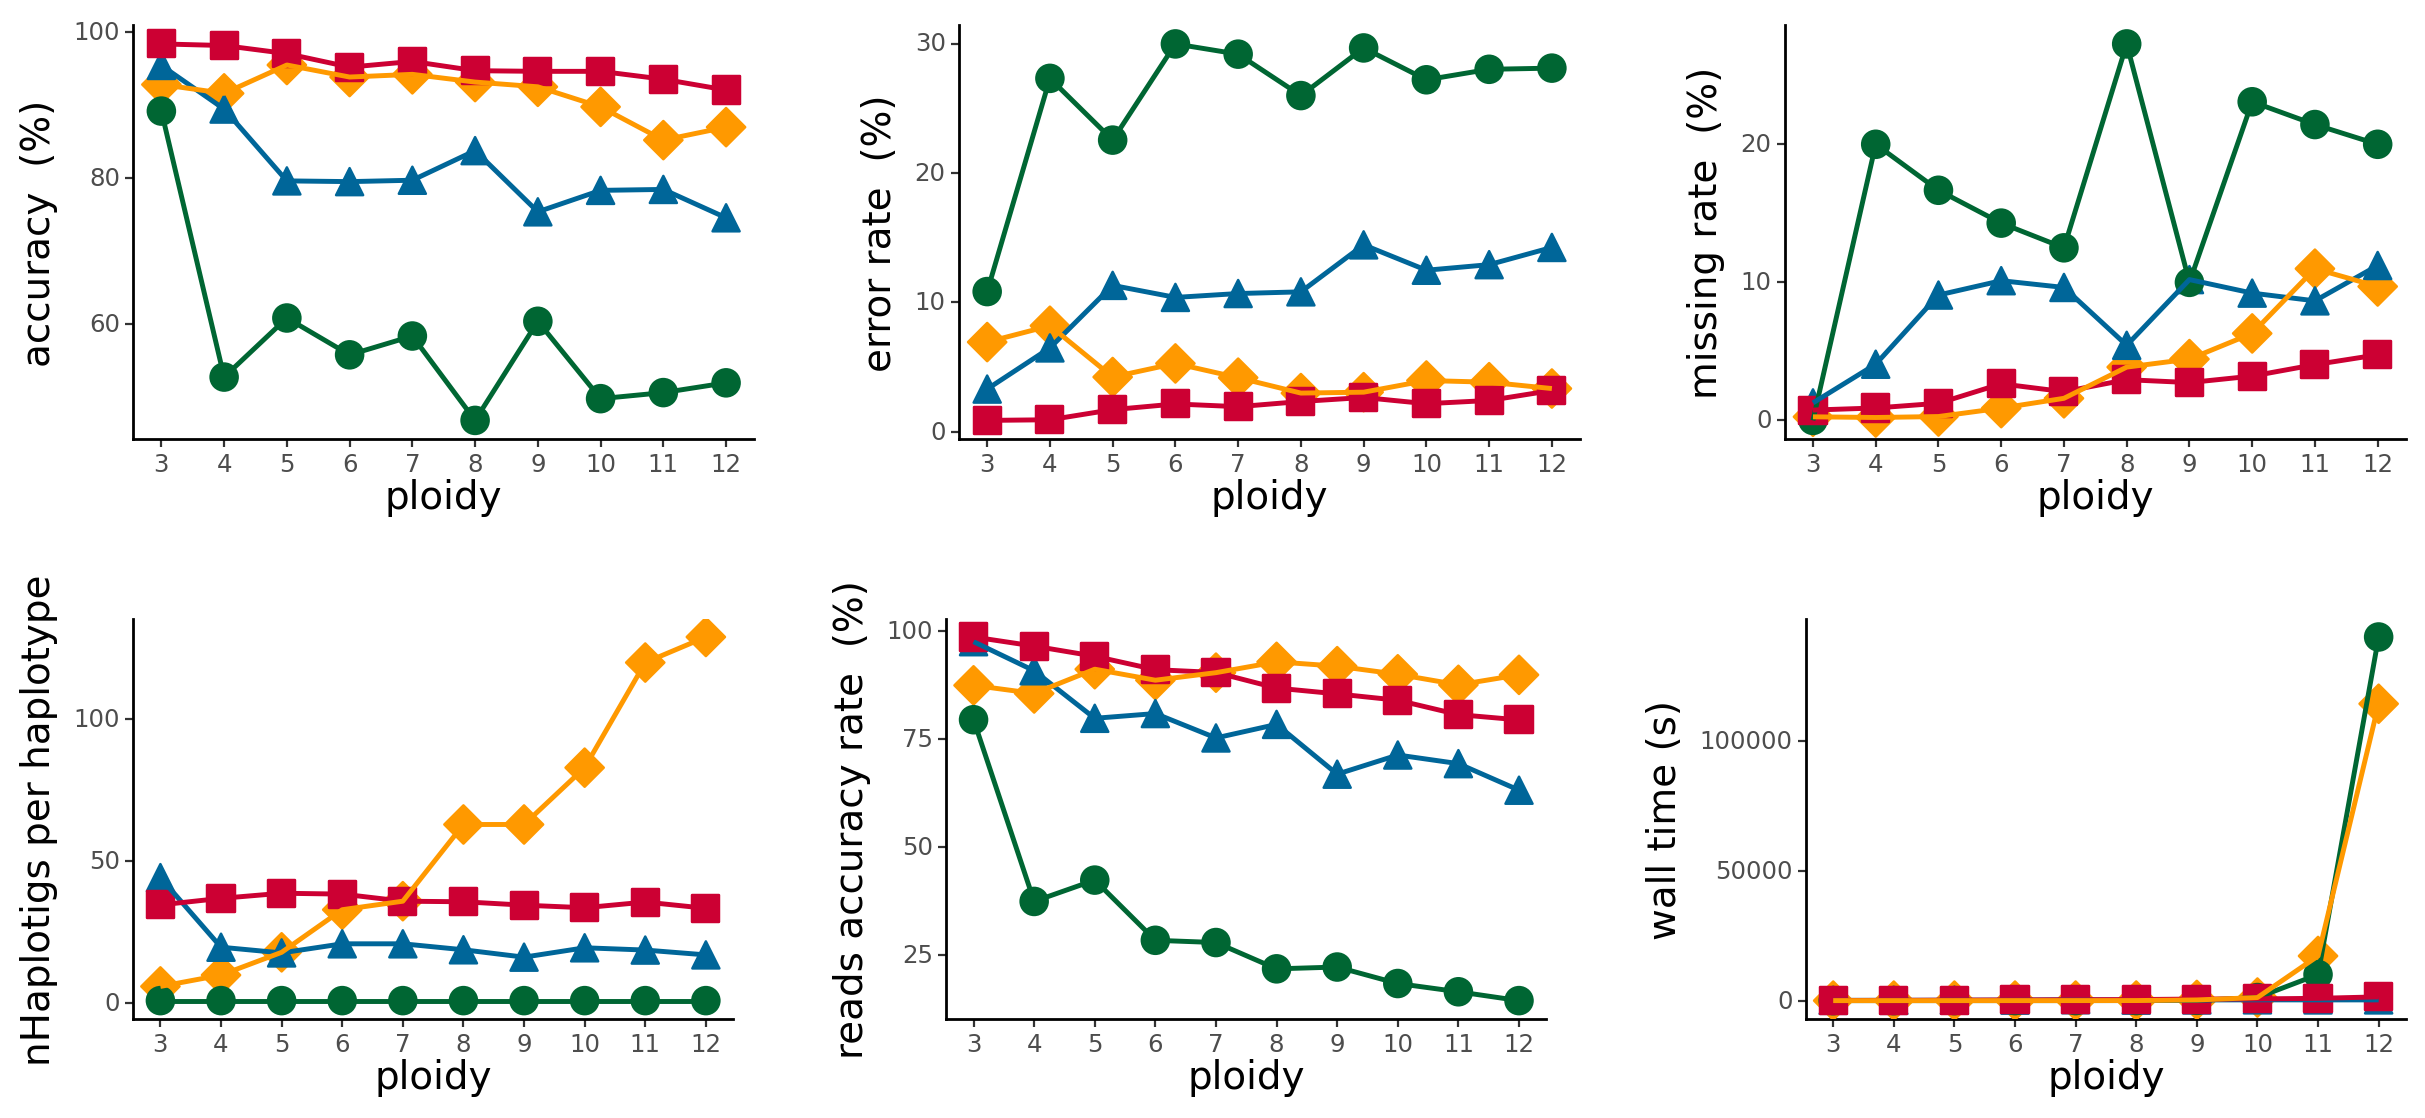 accuracy (%)
100
80
60
3 4 5 6 7 8 9 10 11 12
ploidy
error rate (%)
30
20
10
0
3 4 5 6 7 8 9 10 11 12
ploidy
missing rate (%)
20
10
0
3 4 5 6 7 8 9 10 11 12
ploidy
nHaplotigs per haplotype
100
50
0
3 4 5 6 7 8 9 10 11 12
ploidy
reads accuracy rate (%)
100
75
50
25
3 4 5 6 7 8 9 10 11 12
ploidy
wall time (s)
100000
50000
0
3 4 5 6 7 8 9 10 11 12
ploidy